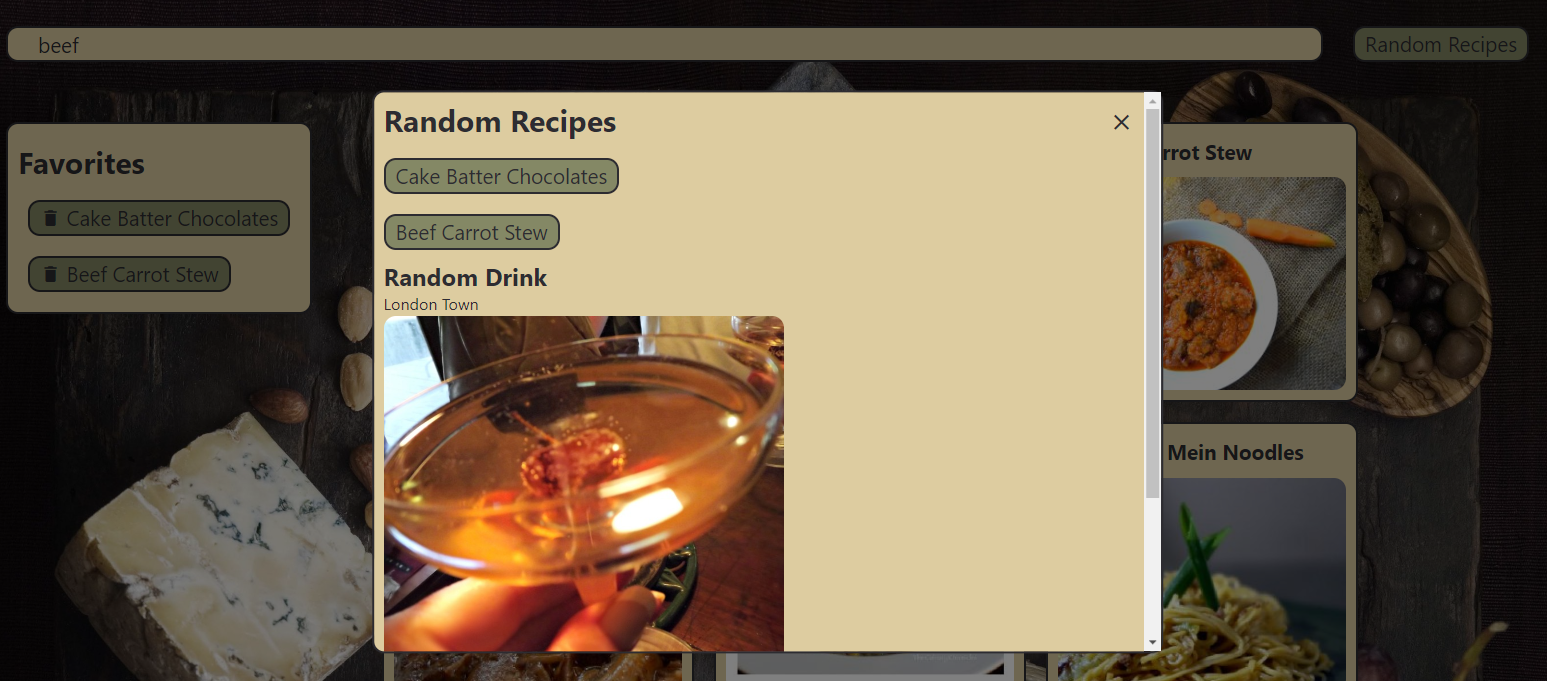 beef
Random Recipes
Favorites
Cake Batter Chocolates
Beef Carrot Stew
Random Recipes
Cake Batter Chocolates
Beef Carrot Stew
Random Drink
London Town
rrot Stew
Mein Noodles